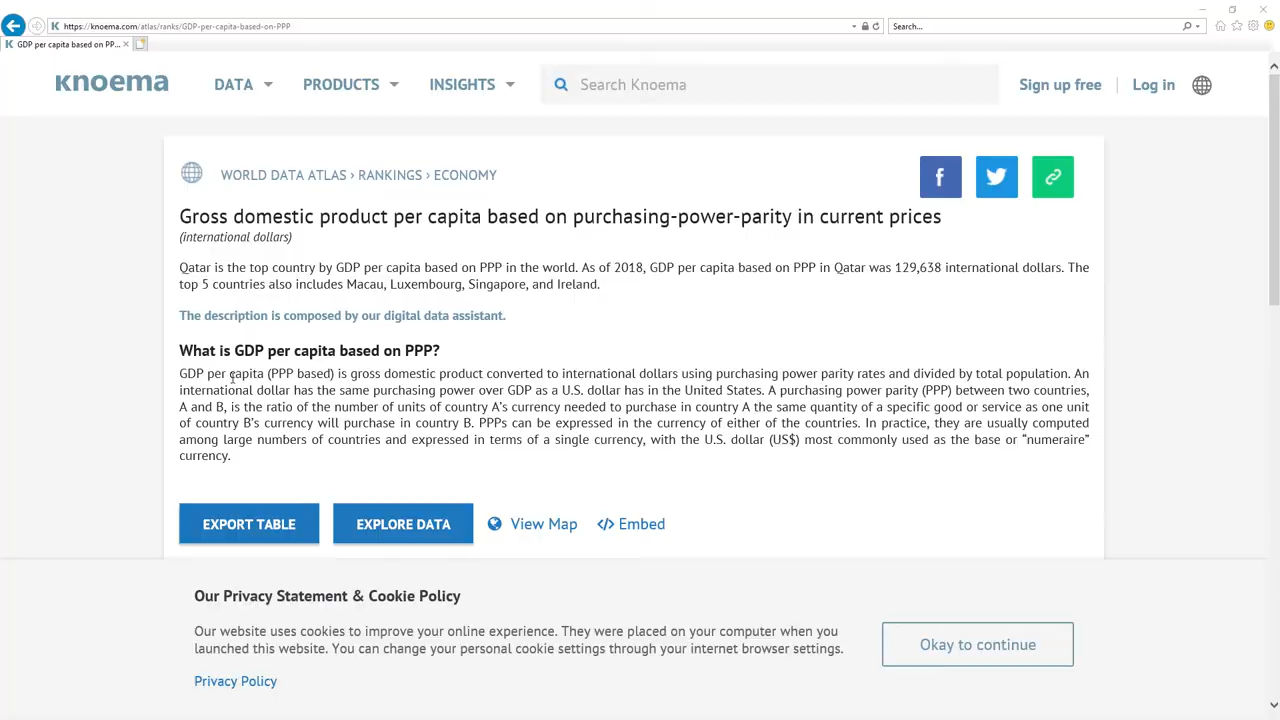 https://knoema.com/atlas/ranks/GDP-per-capita-based-on-PPP
Search...
GDP per capita based on PP...
knoema
DATA
PRODUCTS
INSIGHTS
Search Knoema
Sign up free
Log in
WORLD DATA ATLAS › RANKINGS › ECONOMY
Gross domestic product per capita based on purchasing-power-parity in current prices
(international dollars)
Qatar is the top country by GDP per capita based on PPP in the world. As of 2018, GDP per capita based on PPP in Qatar was 129,638 international dollars. The
top 5 countries also includes Macau, Luxembourg, Singapore, and Ireland.
The description is composed by our digital data assistant.
What is GDP per capita based on PPP?
GDP per capita (PPP based) is gross domestic product converted to international dollars using purchasing power parity rates and divided by total population. An
international dollar has the same purchasing power over GDP as a U.S. dollar has in the United States. A purchasing power parity (PPP) between two countries,
A and B, is the ratio of the number of units of country A's currency needed to purchase in country A the same quantity of a specific good or service as one unit
of country B's currency will purchase in country B. PPPs can be expressed in the currency of either of the countries. In practice, they are usually computed
among large numbers of countries and expressed in terms of a single currency, with the U.S. dollar (US$) most commonly used as the base or “numeraire”
currency.
EXPORT TABLE
EXPLORE DATA
View Map
</> Embed
Our Privacy Statement & Cookie Policy
Our website uses cookies to improve your online experience. They were placed on your computer when you
launched this website. You can change your personal cookie settings through your internet browser settings.
Okay to continue
Privacy Policy